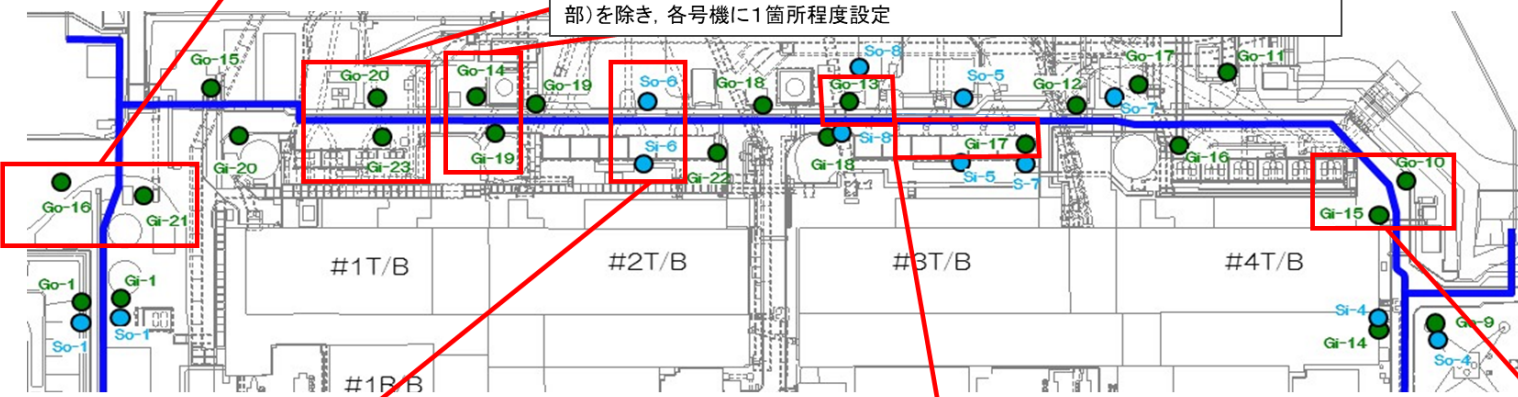 部)を除き,各号機に1箇所程度設定
So-8
Go-15
Go-20
Go-14
Go-19
So-6
Go-18
Go-13
So-5
Go-12
Go-17
So-7
Go-11
Gi-20
Gi-23
Gi-19
Si-6
Gi-22
Gi-18
Si-8
Gi-17
Si-5
S-7
Gi-16
Go-10
Gi-15
Go-16
Gi-21
#1T/B
#2T/B
#3T/B
#4T/B
Go-1
Gi-1
So-1
So-1
Si-4
Gi-14
Go-9
So-4
#1R/B